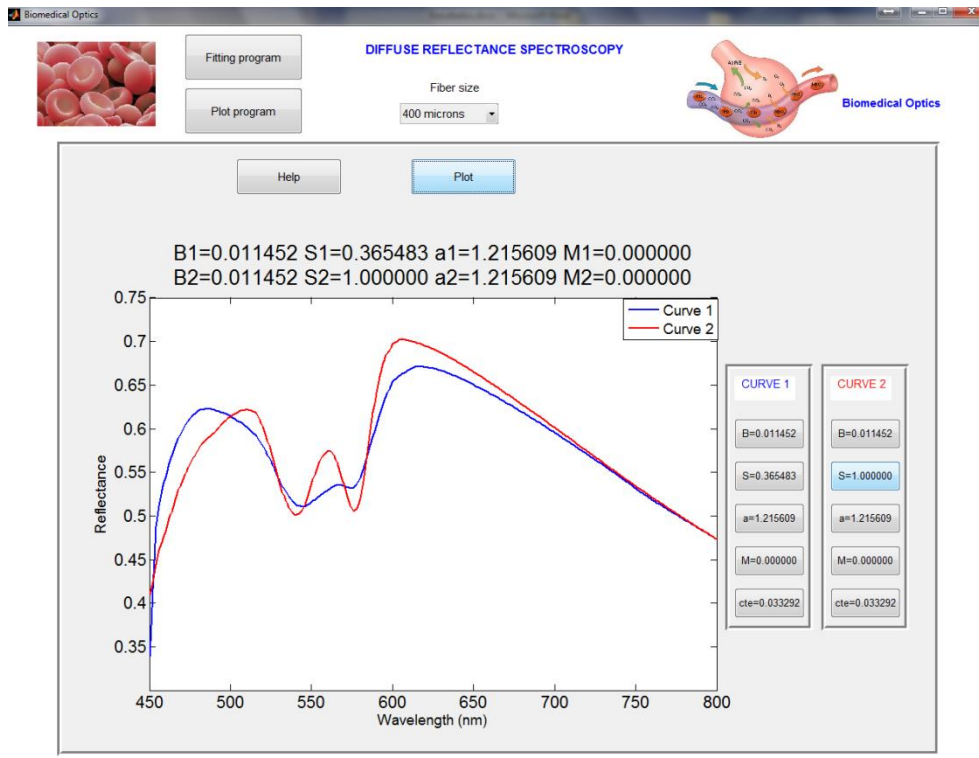 Biomedical Optics
Fitting program
DIFFUSE REFLECTANCE SPECTROSCOPY
Fiber size
Plot program
400 microns
Biomedical Optics
Help
Plot
B1=0.011452 S1=0.365483 a1=1.215609 M1=0.000000
B2=0.011452 S2=1.000000 a2=1.215609 M2=0.000000
0.75
0.7
0.65
0.6
0.55
0.5
0.45
0.4
0.35
Reflectance
Curve 1
Curve 2
450 500 550 600 650 700 750 800
Wavelength (nm)
CURVE 1
B=0.011452
S=0.365483
a=1.215609
M=0.000000
cte=0.033292
CURVE 2
B=0.011452
S=1.000000
a=1.215609
M=0.000000
cte=0.033292